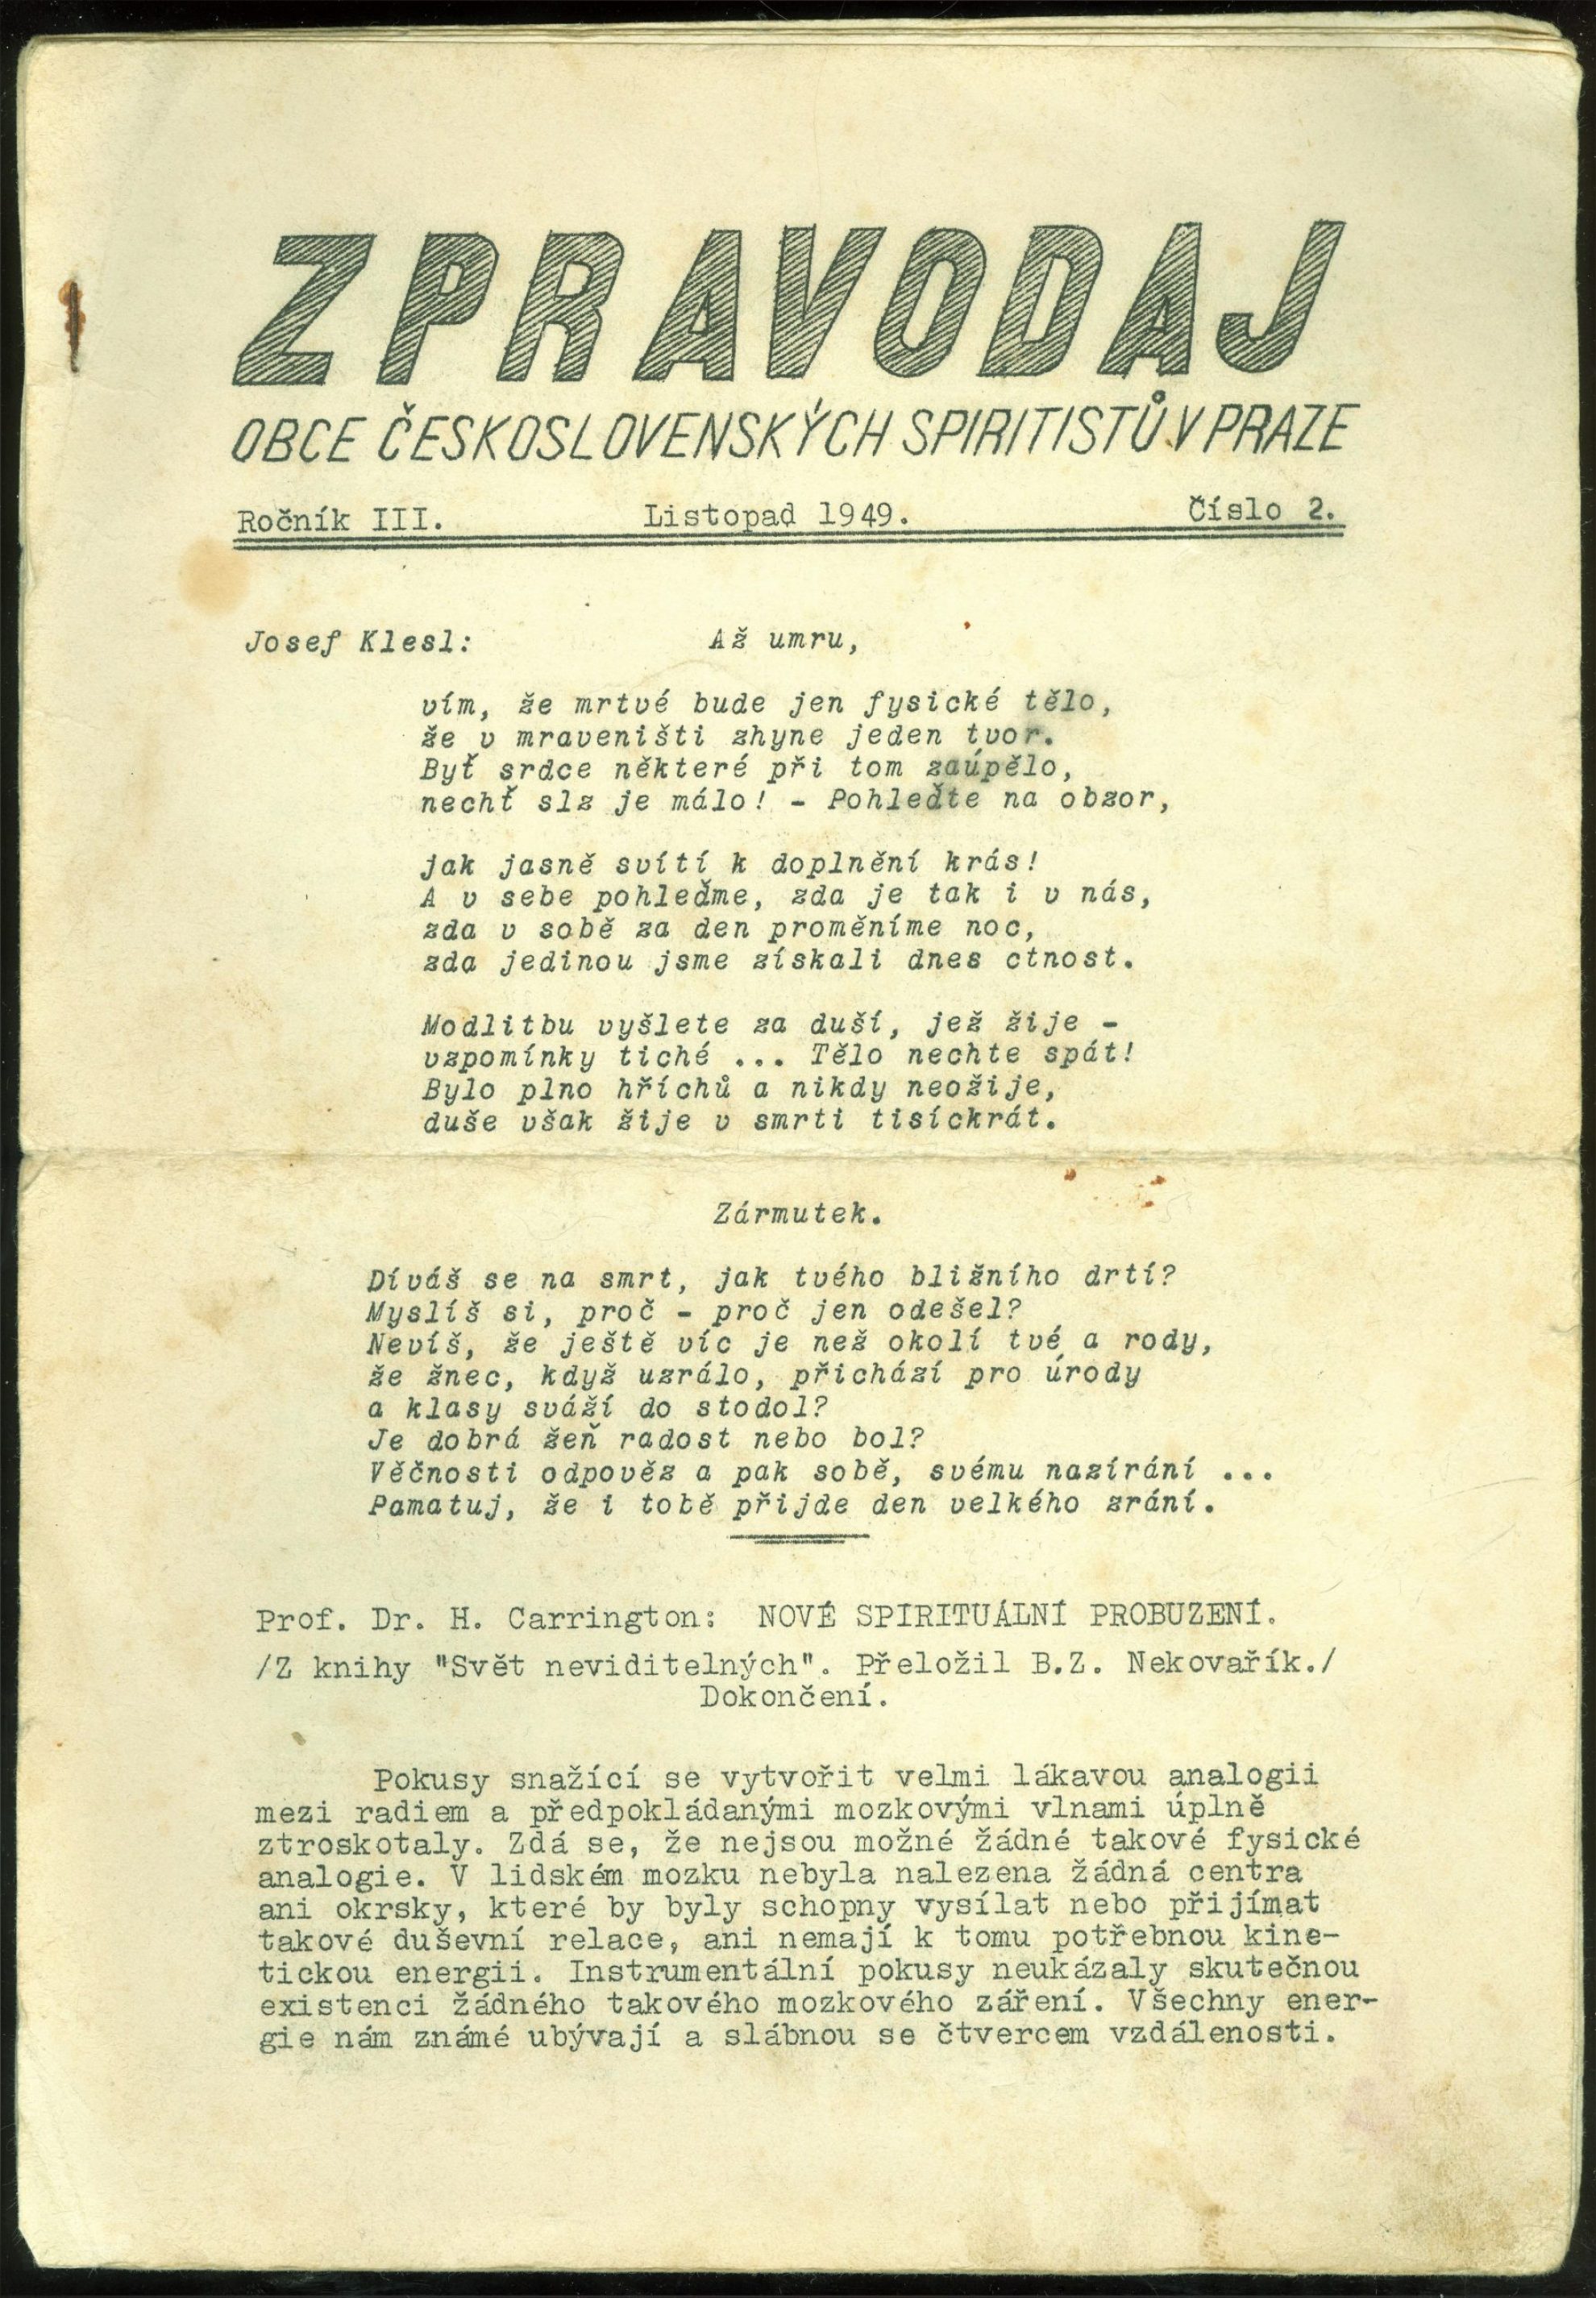 ZPRAVODAJ
OBCE ČESKOSLOVENSKÝCH SPIRITISTŮ V PRAZE
Ročník III. Listopad 1949. Číslo 2.
Josef Klesl: Až umru,
vím, že mrtvé bude jen fysické tělo,
že v mraveništi zhyne jeden tvor.
Byť srdce některé při tom zaúpělo,
nechť slz je málo! - Pohleďte na obzor,
jak jasně svítí k doplnění krás!
A v sebe pohleďme, zda je tak i v nás,
zda v sobě za den proměníme noc,
zda jedinou jsme získali dnes ctnost.
Modlitbu vyšlete za duši, jež žije -
vzpomínky tiché ... Tělo nechte spát!
Bylo plno hříchů a nikdy neožije,
duše však žije v smrti tisíckrát.
Zármutek.
Díváš se na smrt, jak tvého bližního drtí?
Myslíš si, proč - proč jen odešel?
Nevíš, že ještě víc je než okolí tvé a rody,
že žnec, když uzrálo, přichází pro úrody
a klasy sváží do stodol?
Je dobrá žeň radost nebo bol?
Věčnosti odpověz a pak sobě, svému nazírání ...
Pamatuj, že i tobě přijde den velkého zrání.
Prof. Dr. H. Carrington: NOVÉ SPIRITUÁLNÍ PROBUZENÍ.
/Z knihy "Svět neviditelných". Přeložil B.Z. Nekovařík./
Dokončení.
Pokusy snažící se vytvořit velmi lákavou analogii
mezi radiem a předpokládanými mozkovými vlnami úplně
ztroskotaly. Zdá se, že nejsou možné žádné takové fysické
analogie. V lidském mozku nebyla nalezena žádná centra
ani okrsky, které by byly schopny vysílat nebo přijímat
takové duševní relace, ani nemají k tomu potřebnou kine-
tickou energii. Instrumentální pokusy neukázaly skutečnou
existenci žádného takového mozkového záření. Všechny ener-
gie nám známé ubývají a slábnou se čtvercem vzdálenosti.